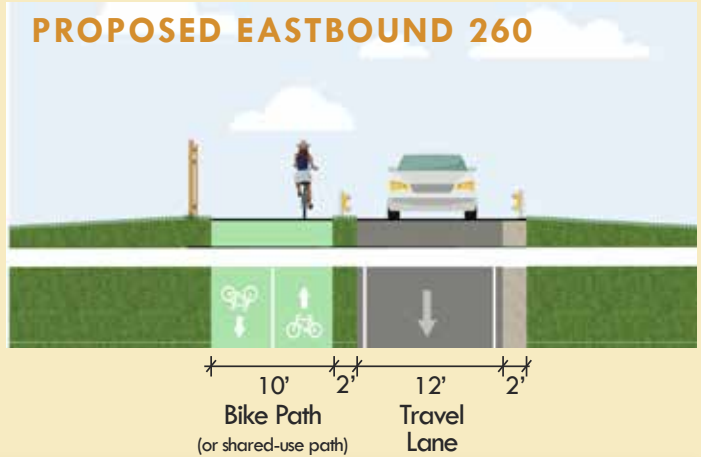 PROPOSED EASTBOUND 260
10’ 2’ 12’ 2’
Bike Path
(or shared-use path)
Travel
Lane